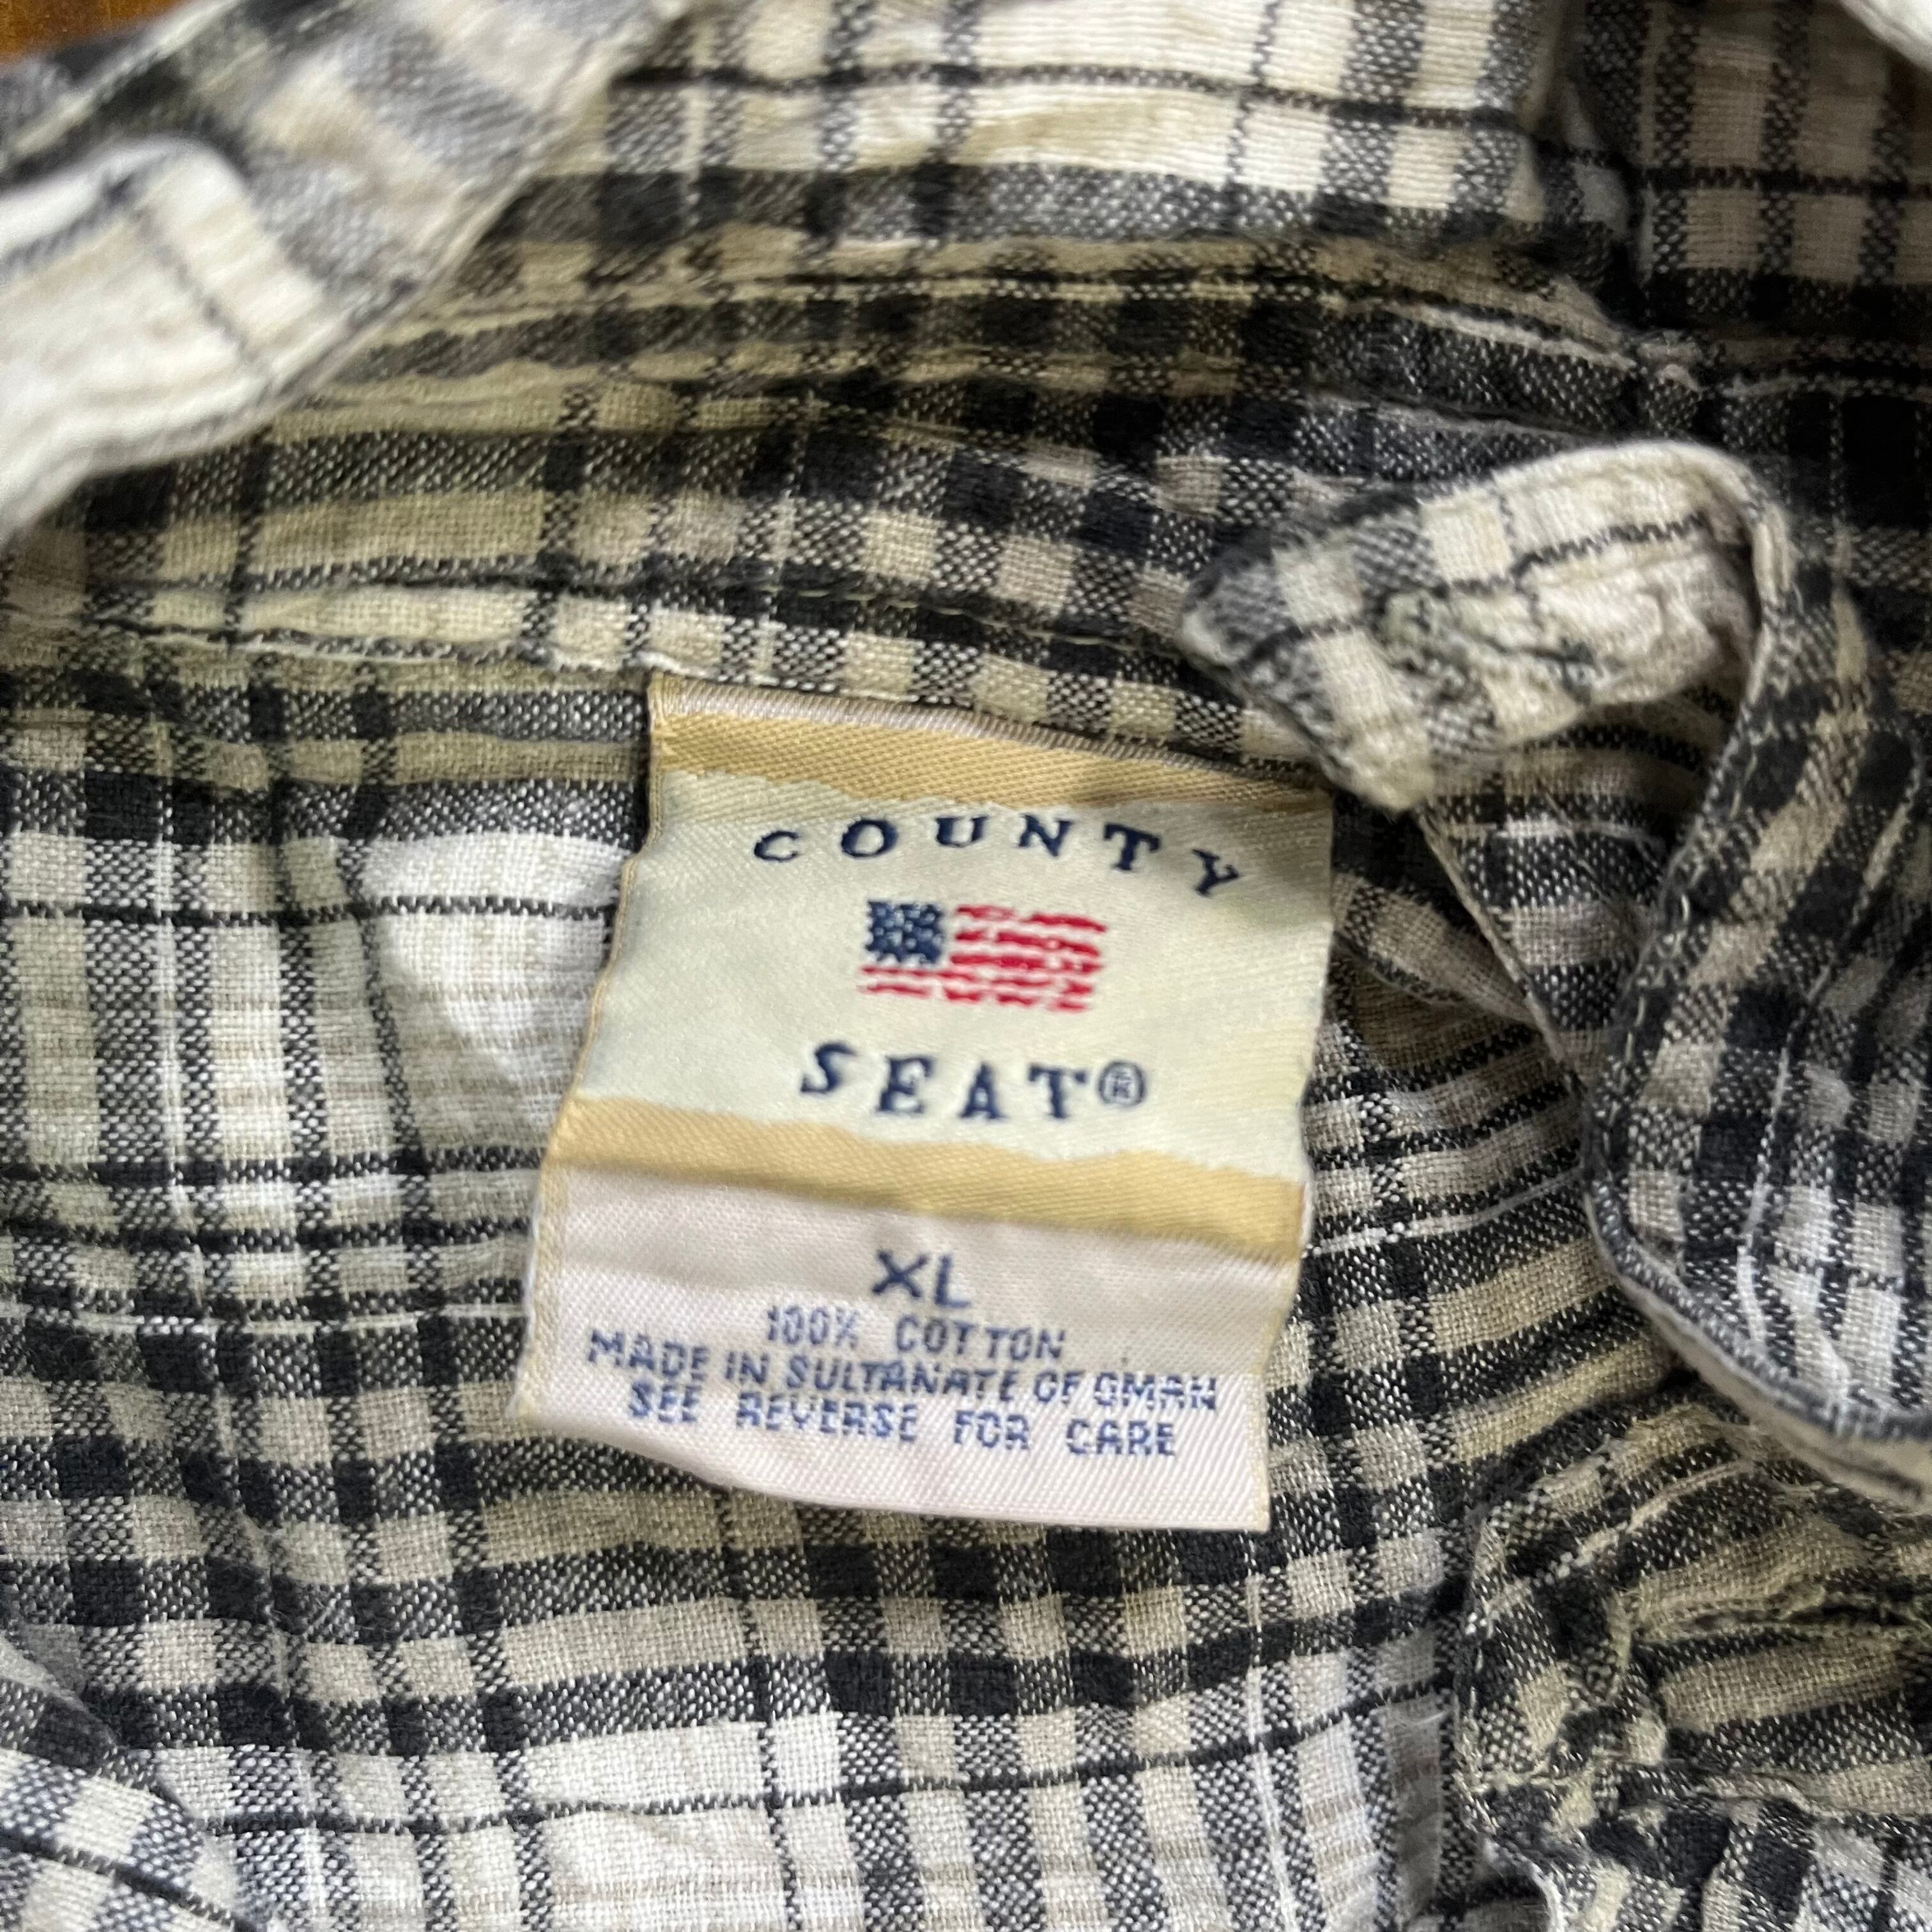 COUNTY
SEAT®
XL
100% COTTON
MADE IN SULTANATE OF OMAN
SEE REVERSE FOR CARE